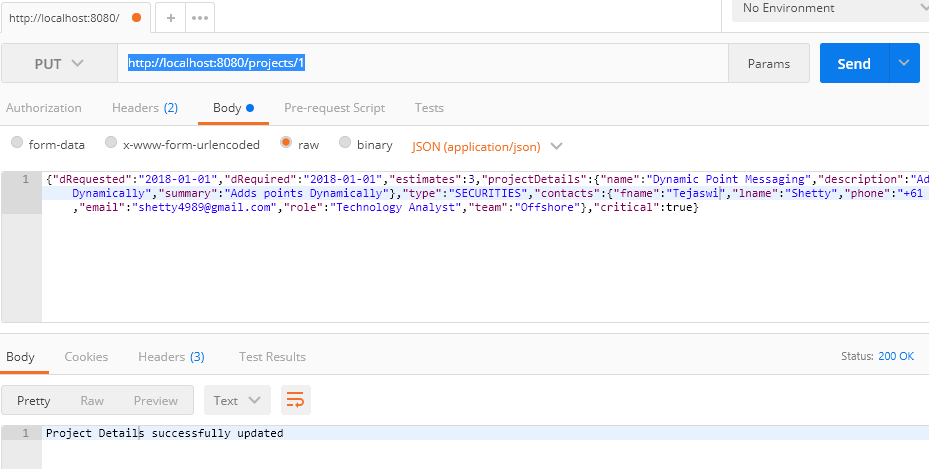 http://localhost:8080/
+
No Environment
PUT http://localhost:8080/projects/1 Params Send
Authorization Headers (2) Body Pre-request Script Tests
form-data x-www-form-urlencoded raw binary JSON (application/json)
1 {"dRequested":"2018-01-01","dRequired":"2018-01-01","estimates":3,"projectDetails":{"name":"Dynamic Point Messaging","description":"Ad
Dynamically","summary":"Adds points Dynamically"},"type":"SECURITIES","contacts":{"fname":"Tejaswi","lname":"Shetty","phone":"+61
,"email":"shetty4989@gmail.com","role":"Technology Analyst","team":"Offshore"},"critical":true}
Body Cookies Headers (3) Test Results Status: 200 OK
Pretty Raw Preview Text
1 Project Details successfully updated